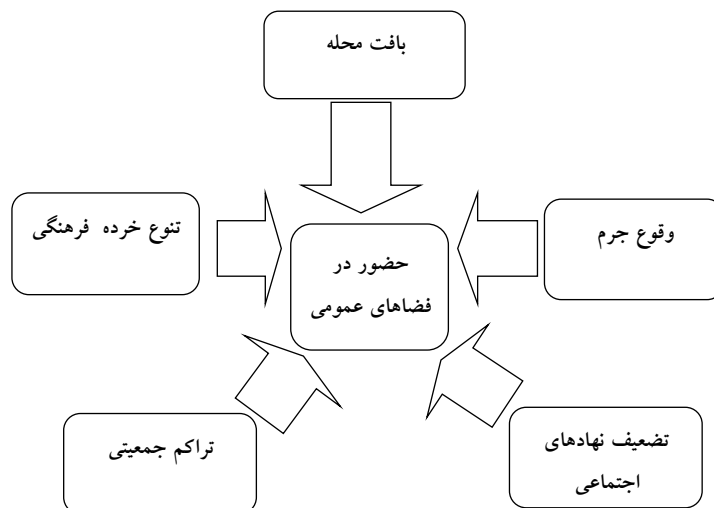 بافت محله
وقوع جرم
تنوع خرده فرهنگی
حضور در
فضاهای عمومی
تضعیف نهادهای
اجتماعی
تراکم جمعیتی